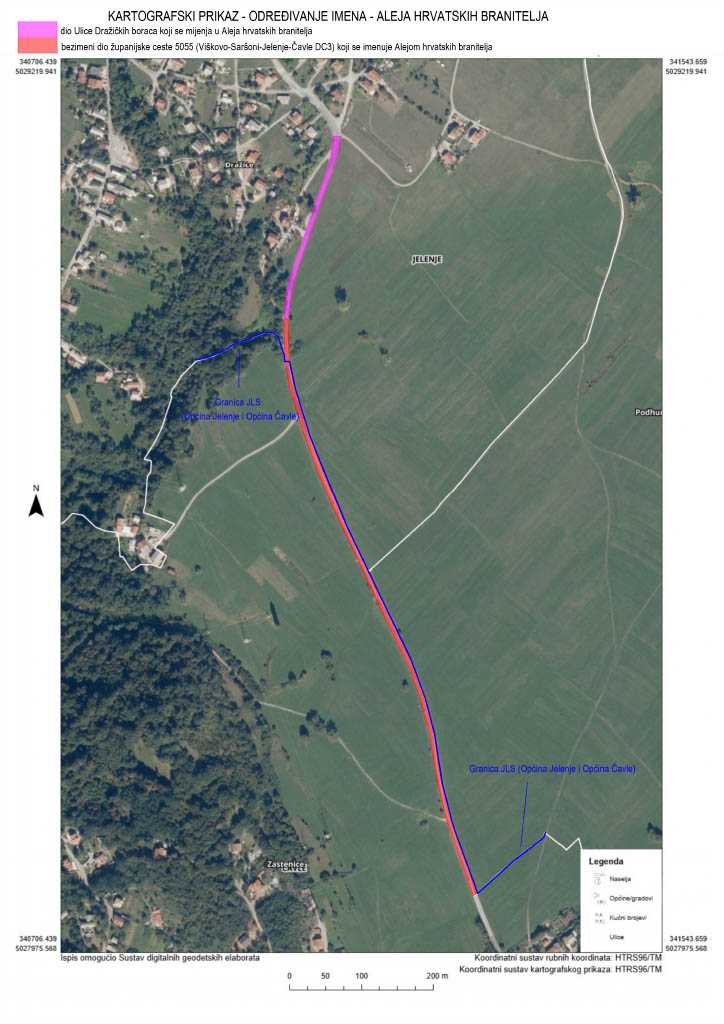 KARTOGRAFSKI PRIKAZ - ODREĐIVANJE IMENA - ALEJA HRVATSKIH BRANITELJA
dio Ulice Dražičkih boraca koji se mijenja u Aleja hrvatskih branitelja
bezimeni dio županijske ceste 5055 (Viškovo-Saršoni-Jelenje-Čavle DC3) koji se imenuje Alejom hrvatskih branitelja
340706.439
5029219.941
341543.659
5029219.941
Dražice
JELENJE
Granica JLS
(Općina Jelenje i Općina Čavle)
Podhum
N
Granica JLS (Općina Jelenje i Općina Čavle)
Zastenice
ČAVLE
Legenda
Naselja
Općine/gradovi
Kućni brojevi
Ulice
340706.439
5027975.568
341543.659
5027975.568
Ispis omogućio Sustav digitalnih geodetskih elaborata
Koordinatni sustav rubnih koordinata: HTRS96/TM
Koordinatni sustav kartografskog prikaza: HTRS96/TM
0 50 100 200 m